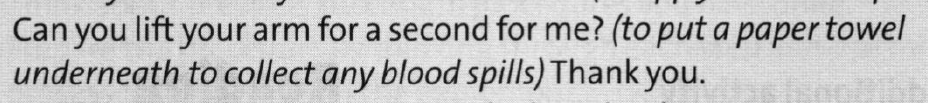 Can you lift your arm for a second for me? (to put a paper towel
underneath to collect any blood spills) Thank you.